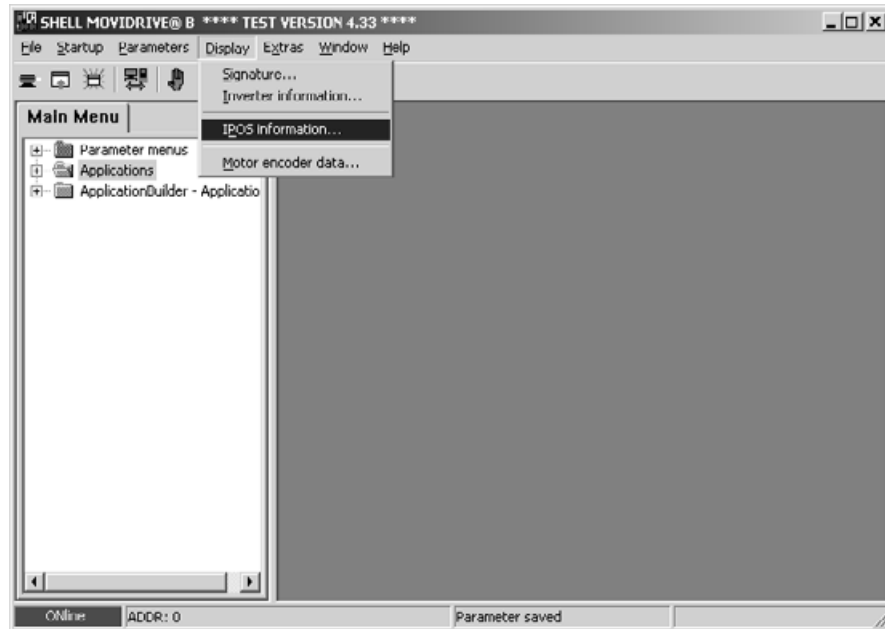 SHELL MOVIDRIVE® B **** TEST VERSION 4.33 ****
File Startup Parameters Display Extras Window Help
Signature...
Inverter information...
IPOS information...
Motor encoder data...
Main Menu
Parameter menus
Applications
ApplicationBuilder - Applicatio
ONline ADDR: 0 Parameter saved